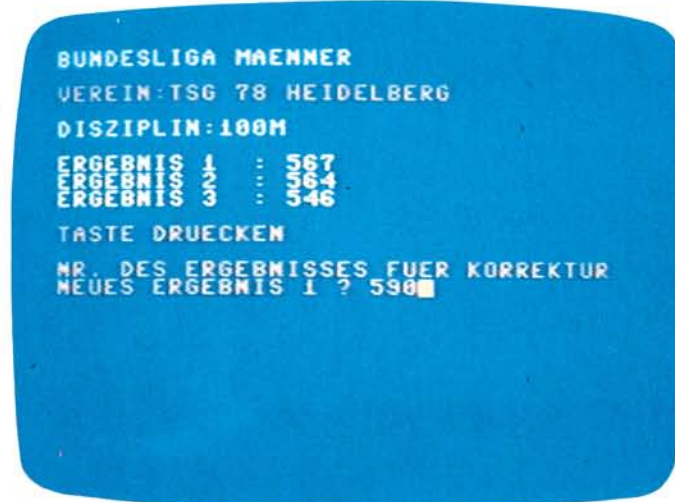 BUNDESLIGA MAENNER
VEREIN:TSG 78 HEIDELBERG
DISZIPLIN:100M
ERGEBNIS 1 : 567
ERGEBNIS 2 : 564
ERGEBNIS 3 : 546
TASTE DRUECKEN
NR. DES ERGEBNISSES FUER KORREKTUR
NEUES ERGEBNIS 1 ? 590